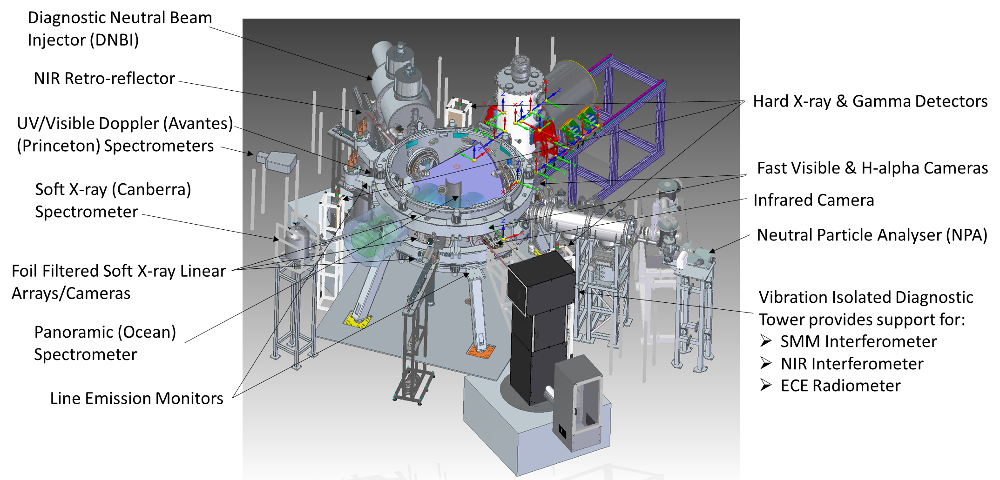 Diagnostic Neutral Beam
Injector (DNBI)
NIR Retro-reflector
UV/Visible Doppler (Avantes)
(Princeton) Spectrometers
Soft X-ray (Canberra)
Spectrometer
Foil Filtered Soft X-ray Linear
Arrays/Cameras
Panoramic (Ocean)
Spectrometer
Line Emission Monitors
Hard X-ray & Gamma Detectors
Fast Visible & H-alpha Cameras
Infrared Camera
Neutral Particle Analyser (NPA)
Vibration Isolated Diagnostic
Tower provides support for:
➢ SMM Interferometer
➢ NIR Interferometer
➢ ECE Radiometer